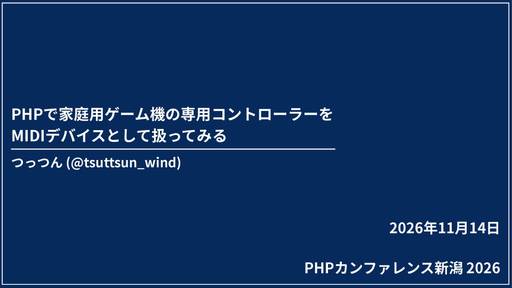 PHPで家庭用ゲーム機の専用コントローラーを
MIDIデバイスとして扱ってみる
つっつん (@tsuttsun_wind)
2026年11月14日
PHPカンファレンス新潟 2026